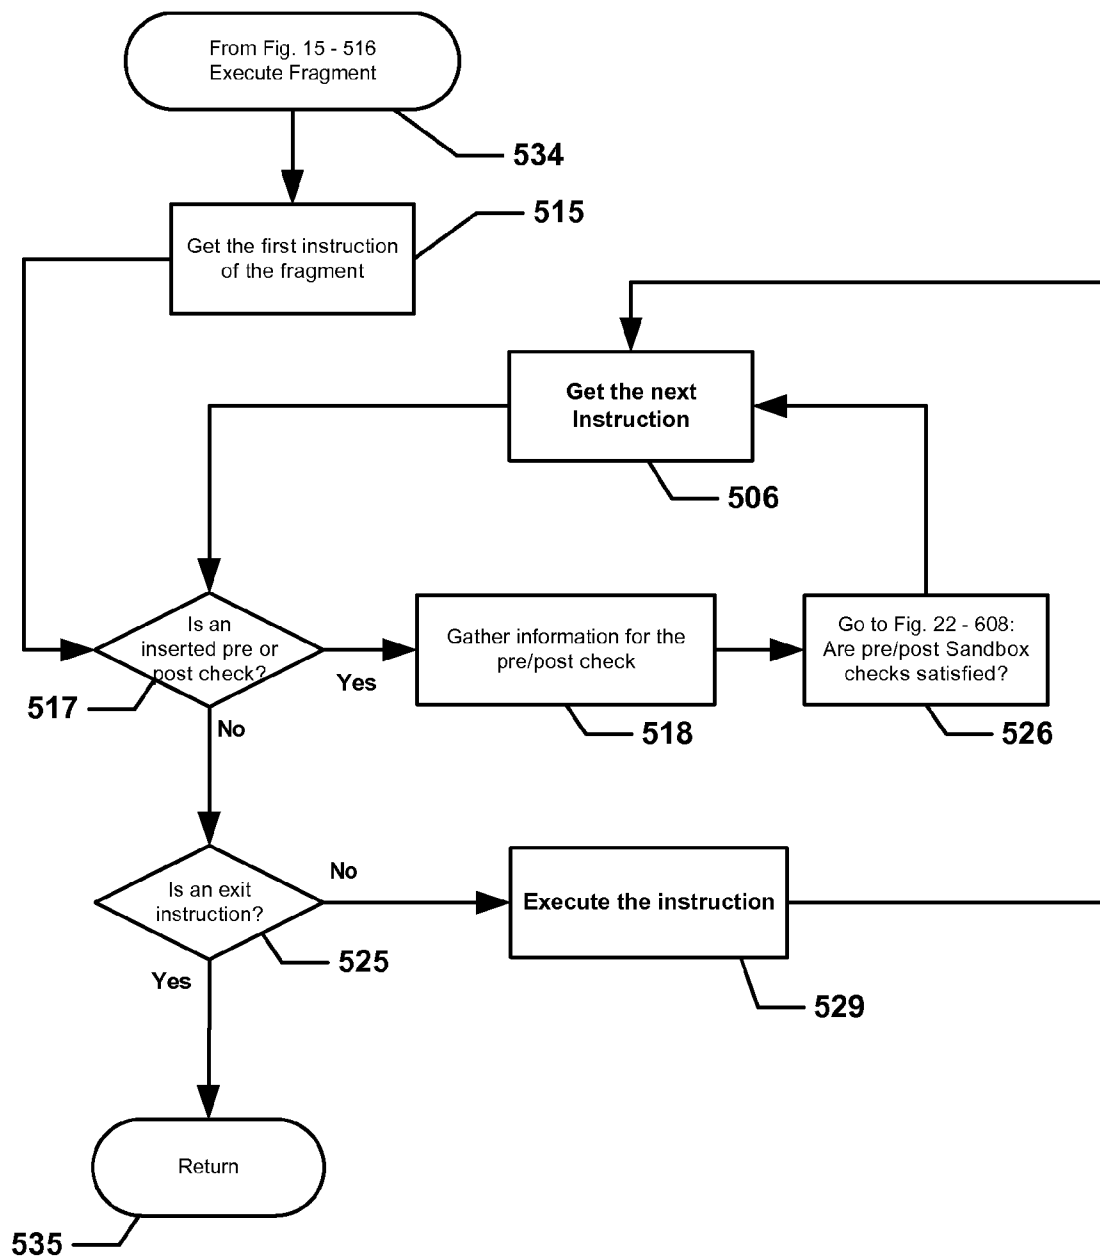 From Fig. 15 - 516
Execute Fragment
534
515
Get the first instruction
of the fragment
Get the next
Instruction
506
Is an
inserted pre or
post check?
517
Yes
No
Gather information for the
pre/post check
518
Go to Fig. 22 - 608:
Are pre/post Sandbox
checks satisfied?
526
Is an exit
instruction?
525
No
Yes
Execute the instruction
529
Return
535